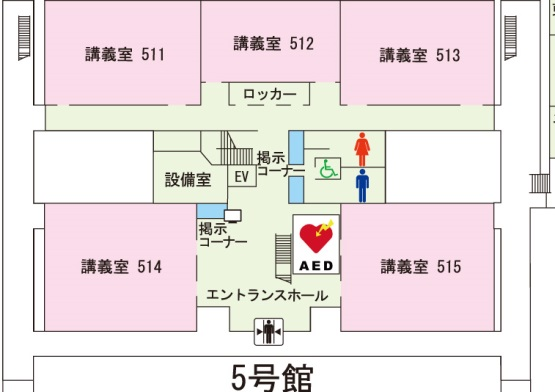 講義室 511
講義室 512
講義室 513
ロッカー
掲示
コーナー
設備室
EV
掲示
コーナー
講義室 514
AED
講義室 515
エントランスホール
5号館